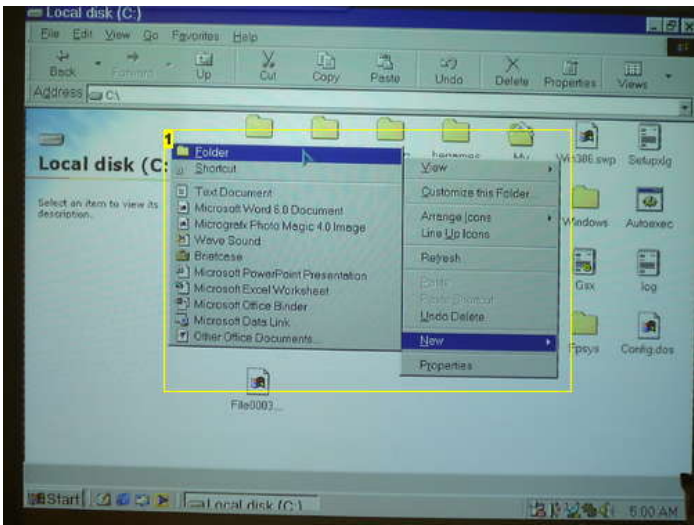 Local disk (C:)
File Edit View Go Favorites Help
Back Forward Up Cut Copy Paste Undo Delete Properties Views
Address C:\
1
Local disk (C:
Select an item to view its
description.
Folder
Shortcut
Text Document
Microsoft Word 6.0 Document
Micrografx Photo Magic 4.0 Image
Wave Sound
Briefcase
Microsoft PowerPoint Presentation
Microsoft Excel Worksheet
Microsoft Office Binder
Microsoft Data Link
Other Office Documents...
View
Customize this Folder...
Arrange Icons
Line Up Icons
Refresh
Paste
Paste Shortcut
Undo Delete
New
Properties
My
Win386.swp Setupxlg
Windows Autoexec
Gsx log
Fpsys Config.dos
File0003...
Start Local disk (C:)
5:00 AM